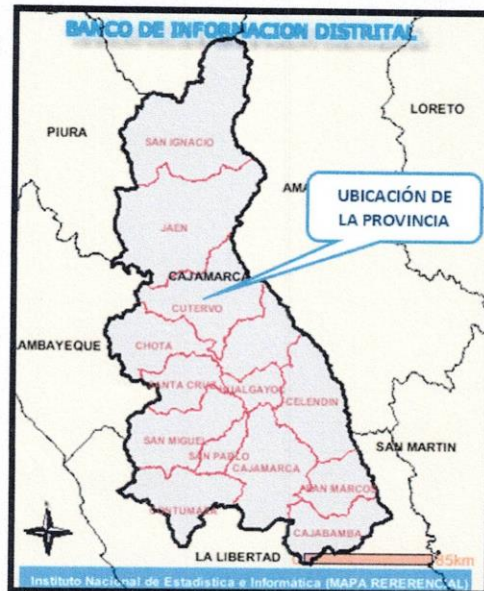 BANCO DE INFORMACION DISTRITAL
LORETO
PIURA
SAN IGNACIO
AMA
UBICACIÓN DE
LA PROVINCIA
JAEN
CAJAMARCA
CUTERVO
AMBAYEQUE
CHOTA
SANTA CRUZ
HUALGAYOC
CELENDIN
SAN MIGUEL
SAN MARTIN
SAN PABLO
CAJAMARCA
SAN MARCOS
CONTUMAZA
CAJABAMBA
LA LIBERTAD
85km
Instituto Nacional de Estadistica e Informática (MAPA RERERENCIAL)